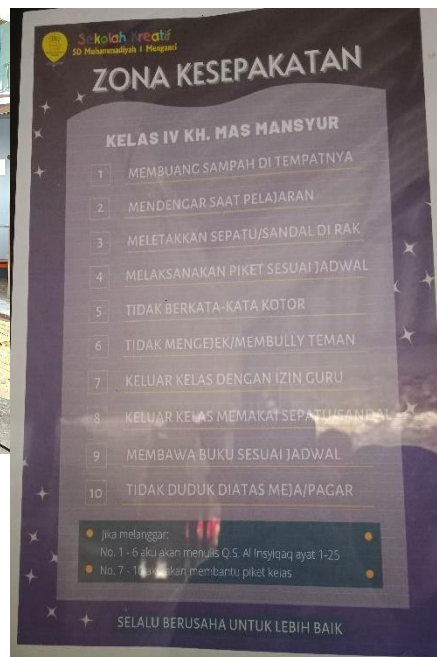 Sekolah Kreatif
SD Muhammadiyah 1 Menganti
ZONA KESEPAKATAN
KELAS IV KH. MAS MANSYUR
1 MEMBUANG SAMPAH DI TEMPATNYA
2 MENDENGAR SAAT PELAJARAN
3 MELETAKKAN SEPATU/SANDAL DI RAK
4 MELAKSANAKAN PIKET SESUAI JADWAL
5 TIDAK BERKATA-KATA KOTOR
6 TIDAK MENGEJEK/MEMBULLY TEMAN
7 KELUAR KELAS DENGAN IZIN GURU
8 KELUAR KELAS MEMAKAI SEPATU/SANDAL
9 MEMBAWA BUKU SESUAI JADWAL
10 TIDAK DUDUK DIATAS MEJA/PAGAR
Jika melanggar:
No. 1 - 6 aku akan menulis Q.S. Al Insyiqaq ayat 1-25
No. 7 - 10 aku akan membantu piket kelas
SELALU BERUSAHA UNTUK LEBIH BAIK